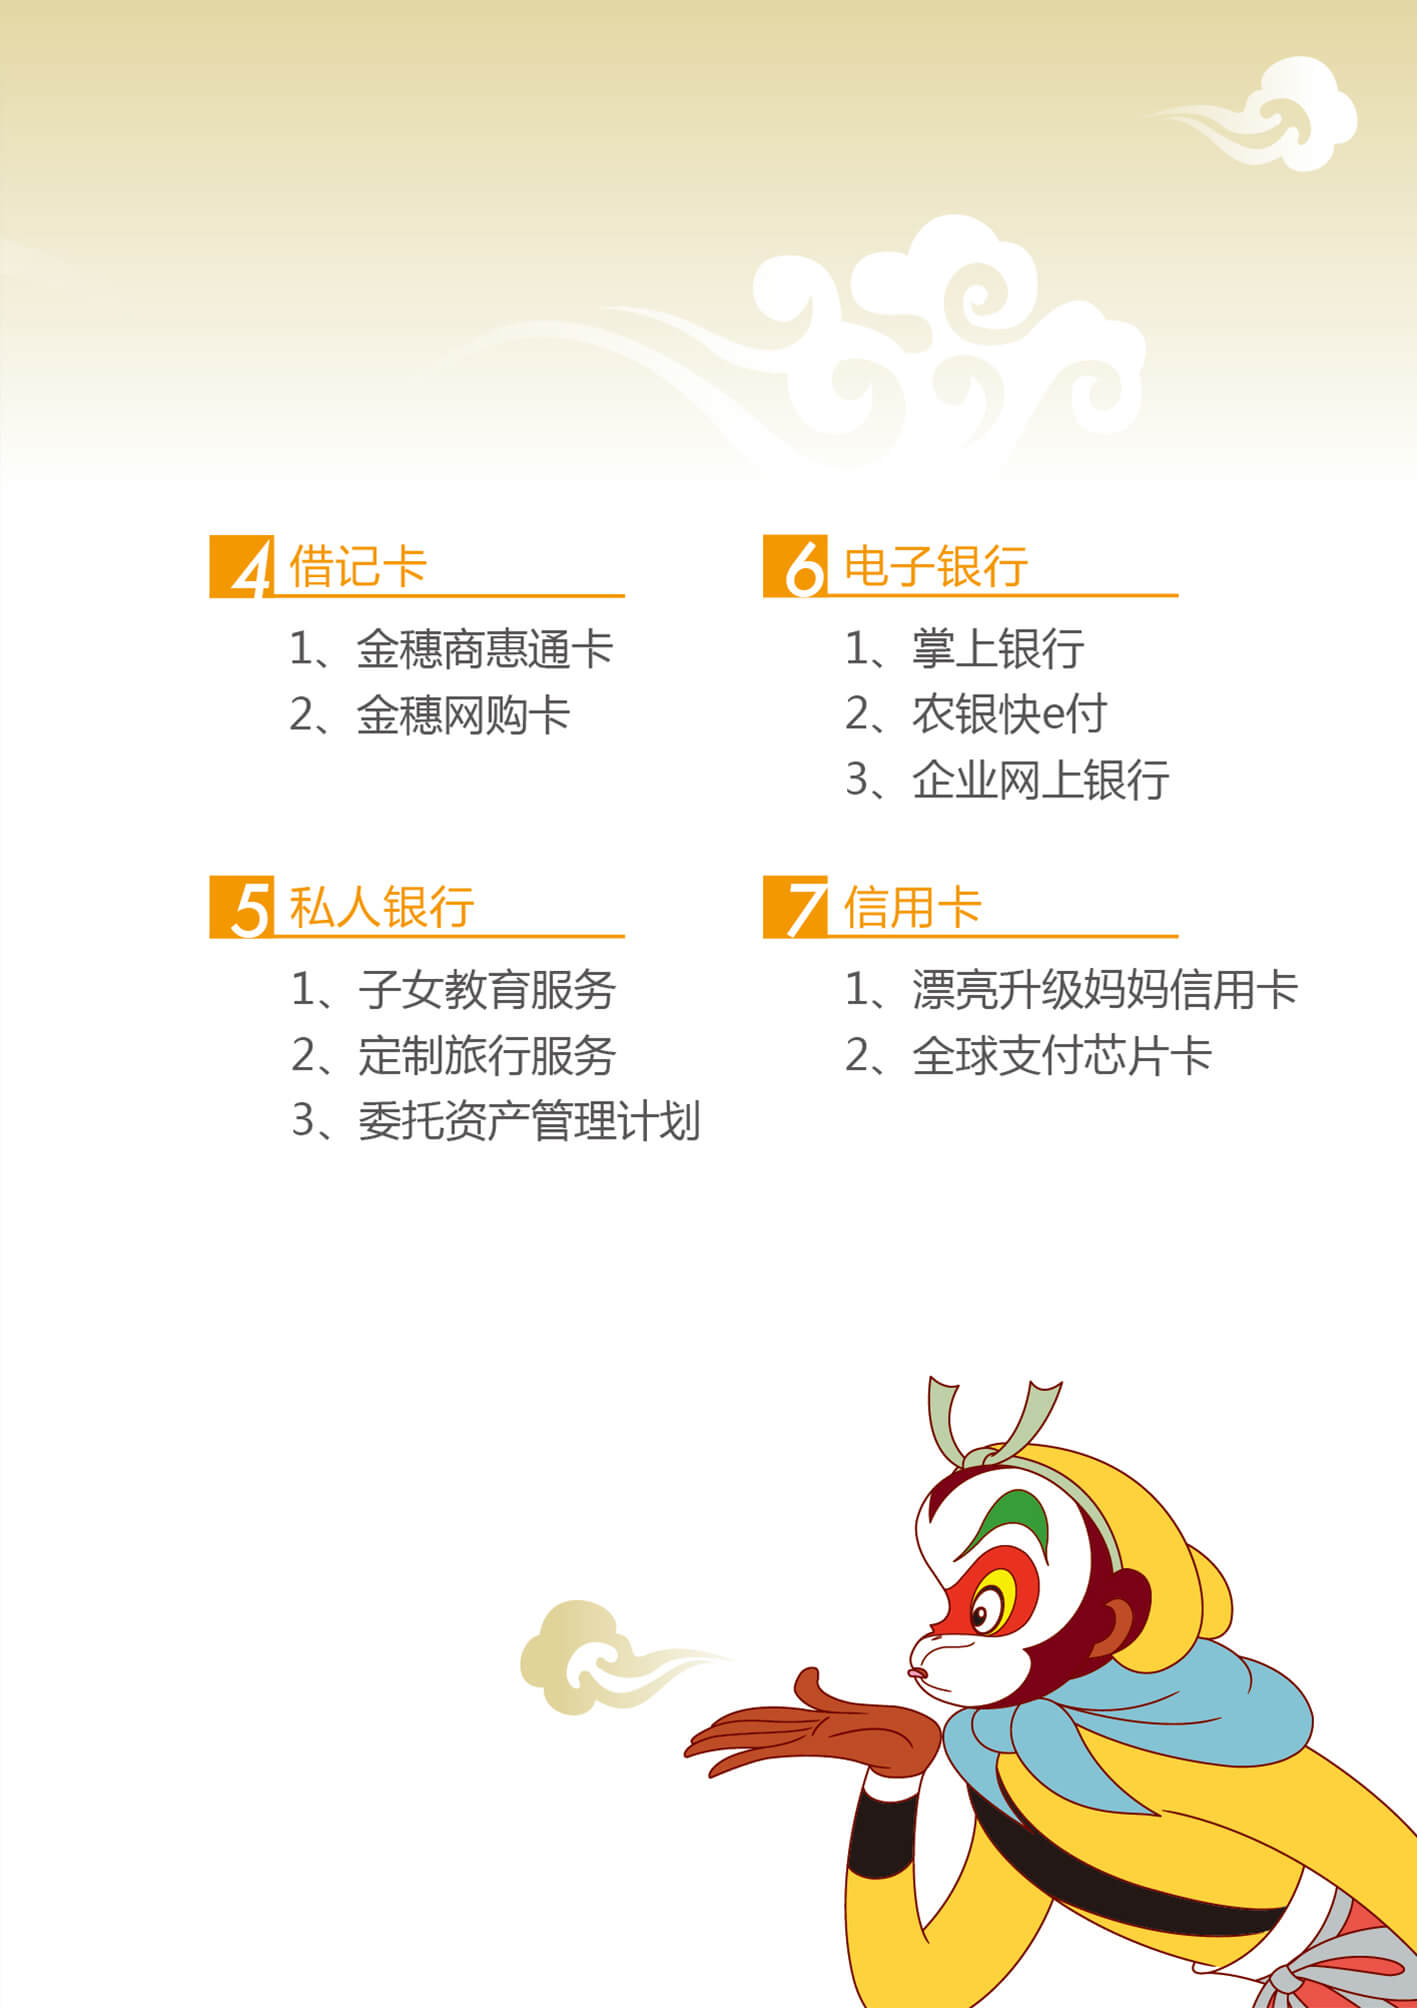 4 借记卡
1、金穗商惠通卡
2、金穗网购卡
5 私人银行
1、子女教育服务
2、定制旅行服务
3、委托资产管理计划
6 电子银行
1、掌上银行
2、农银快e付
3、企业网上银行
7 信用卡
1、漂亮升级妈妈信用卡
2、全球支付芯片卡